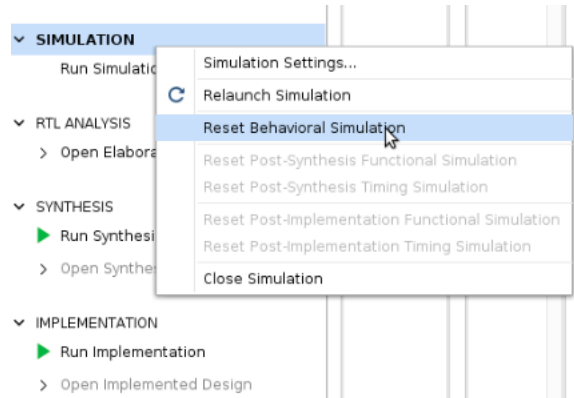 SIMULATION
Run Simulatio
Simulation Settings...
Relaunch Simulation
Reset Behavioral Simulation
Reset Post-Synthesis Functional Simulation
Reset Post-Synthesis Timing Simulation
Reset Post-Implementation Functional Simulation
Reset Post-Implementation Timing Simulation
Close Simulation
RTL ANALYSIS
Open Elabora
SYNTHESIS
Run Synthesi
Open Synthe
IMPLEMENTATION
Run Implementation
Open Implemented Design